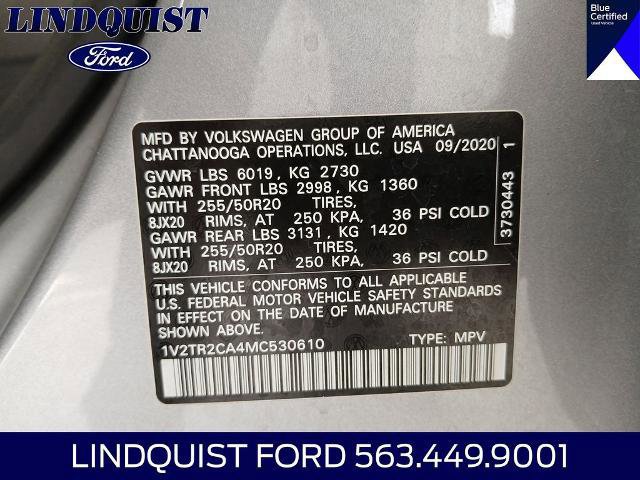 LINDQUIST
Ford
Blue
Certified
Used Vehicle
MFD BY VOLKSWAGEN GROUP OF AMERICA
CHATTANOOGA OPERATIONS, LLC. USA 09/2020
GVWR LBS 6019, KG 2730
GAWR FRONT LBS 2998, KG 1360
WITH 255/50R20 TIRES,
8JX20 RIMS, AT 250 KPA, 36 PSI COLD
GAWR REAR LBS 3131, KG 1420
WITH 255/50R20 TIRES,
8JX20 RIMS, AT 250 KPA, 36 PSI COLD
THIS VEHICLE CONFORMS TO ALL APPLICABLE
U.S. FEDERAL MOTOR VEHICLE SAFETY STANDARDS
IN EFFECT ON THE DATE OF MANUFACTURE SHOWN ABOVE
1V2TR2CA4MC530610 TYPE: MPV
3730443 1
LINDQUIST FORD 563.449.9001